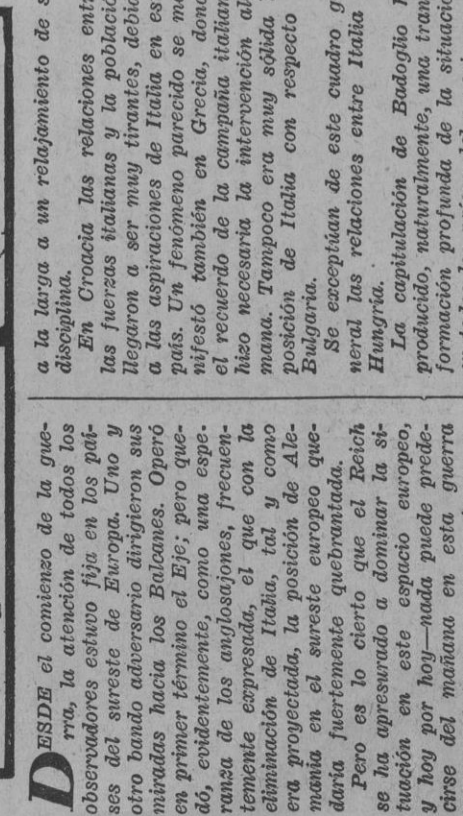 DESDE el comienzo de la gue-
rra, la atención de todos los
observadores estuvo fija en los paí-
ses del sureste de Europa. Uno y
otro bando adversario dirigieron sus
miradas hacia los Balcanes. Operó
en primer término el Eje; pero que-
dó, evidentemente, como una espe-
ranza de los anglosajones, frecuen-
temente expresada, el que con la
eliminación de Italia, tal y como
era proyectada, la posición de Ale-
mania en el sureste europeo que-
daría fuertemente quebrantada.
Pero es lo cierto que el Reich
se ha apresurado a dominar la si-
tuación en este espacio europeo,
y hoy por hoy—nada puede prede-
cirse del mañana en esta guerra
a la larga a un relajamiento de s
disciplina.
En Croacia las relaciones entr
las fuerzas italianas y la població
llegaron a ser muy tirantes, debid
a las aspiraciones de Italia en es
país. Un fenómeno parecido se ma
nifestó también en Grecia, dond
el recuerdo de la campaña italian
hizo necesaria la intervención al
mana. Tampoco era muy sólida
posición de Italia con respecto
Bulgaria.
Se exceptúan de este cuadro g
neral las relaciones entre Italia
Hungría.
La capitulación de Badoglio h
producido, naturalmente, una tran
formación profunda de la situació